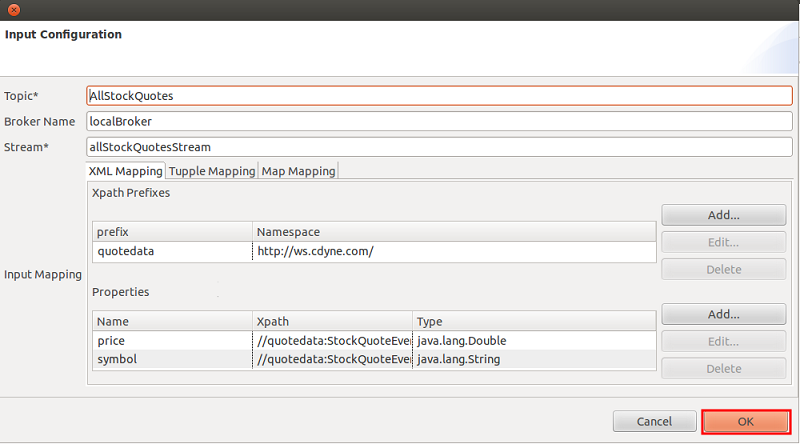 Input Configuration
Topic* AllStockQuotes
Broker Name localBroker
Stream* allStockQuotesStream
XML Mapping Tupple Mapping Map Mapping
Xpath Prefixes
Add...
prefix Namespace
Edit...
quotedata http://ws.cdyne.com/
Delete
Input Mapping
Properties
Add...
Name Xpath Type
price //quotedata:StockQuoteEver java.lang.Double
Edit...
symbol //quotedata:StockQuoteEver java.lang.String
Delete
Cancel OK